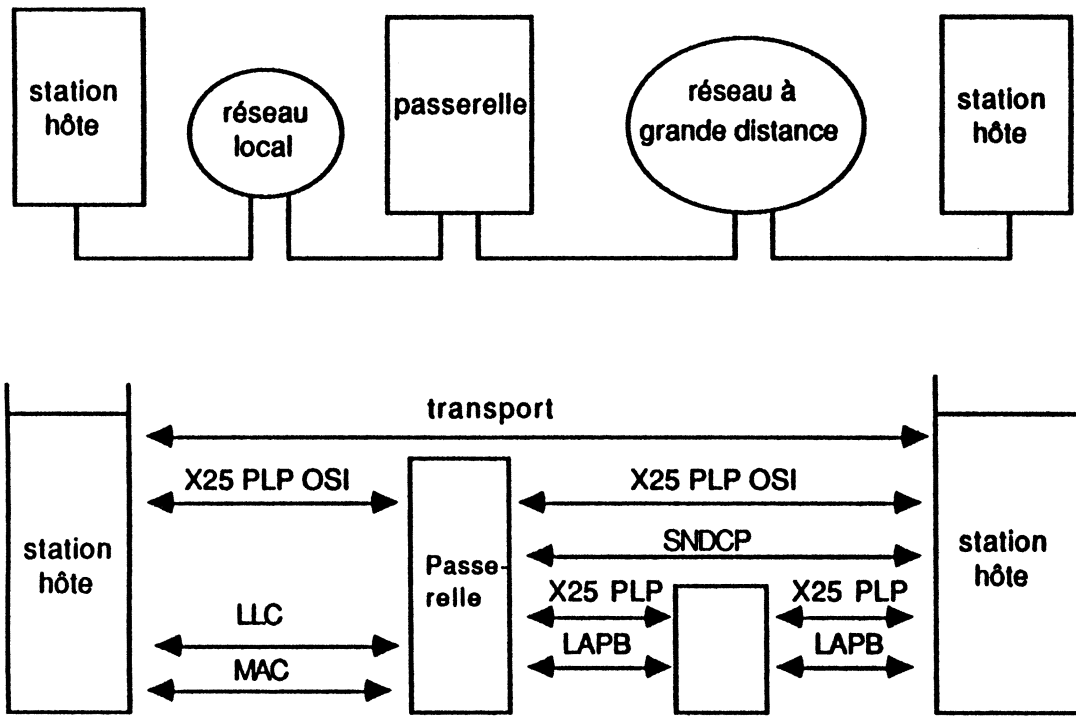 station
hôte
réseau
local
passerelle
réseau à
grande distance
station
hôte
transport
X25 PLP OSI
X25 PLP OSI
SNDCP
station
hôte
Passe-
relle
station
hôte
X25 PLP
X25 PLP
LLC
LAPB
LAPB
MAC